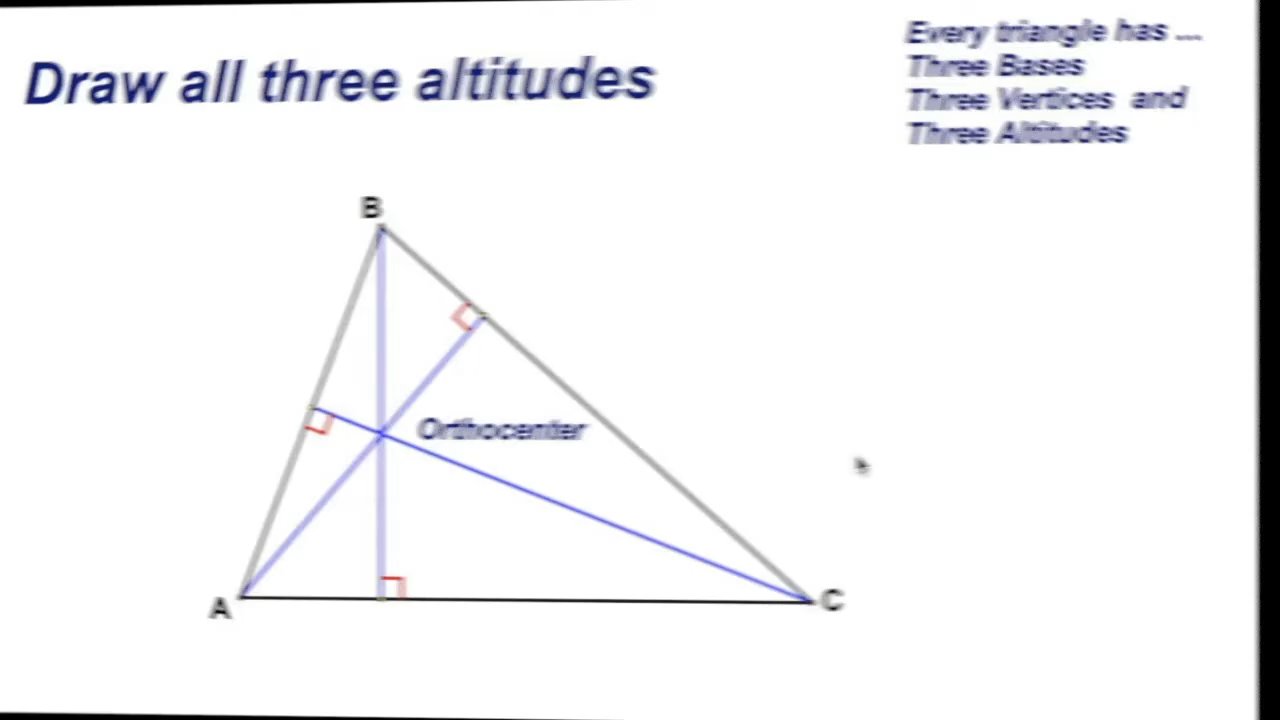 Draw all three altitudes
Every triangle has ...
Three Bases
Three Vertices and
Three Altitudes
B
Orthocenter
A
C